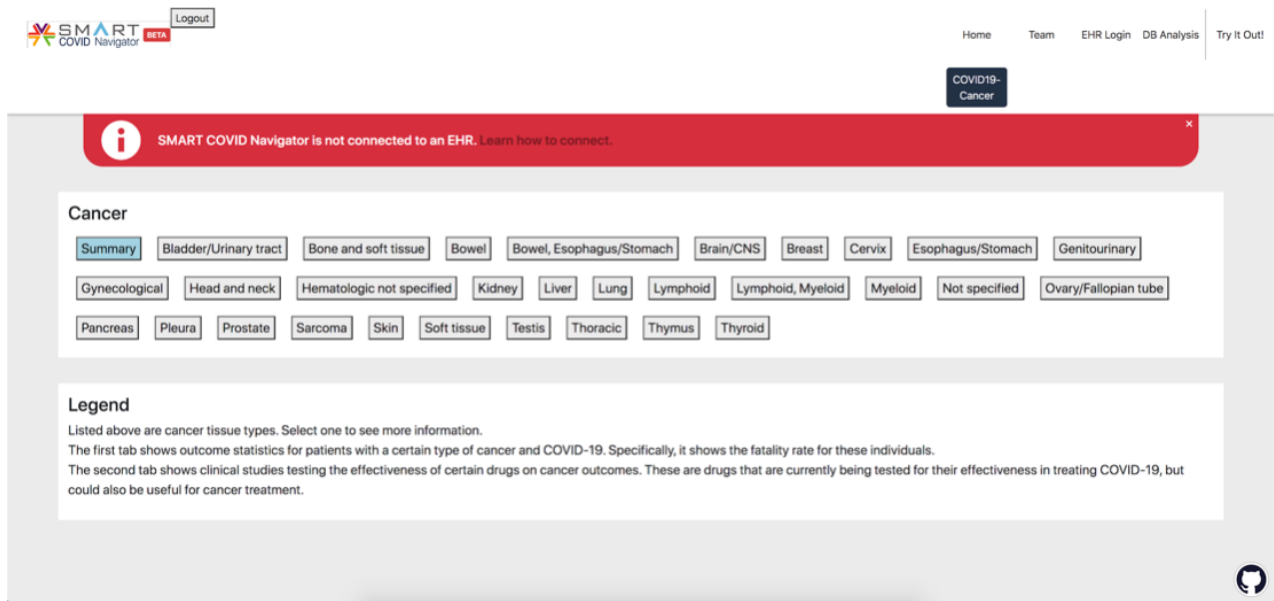 SMART
COVID Navigator
BETA
Logout
Home
Team
EHR Login
DB Analysis
Try It Out!
COVID19-
Cancer
SMART COVID Navigator is not connected to an EHR. Learn how to connect.
×
Cancer
Summary
Bladder/Urinary tract
Bone and soft tissue
Bowel
Bowel, Esophagus/Stomach
Brain/CNS
Breast
Cervix
Esophagus/Stomach
Genitourinary
Gynecological
Head and neck
Hematologic not specified
Kidney
Liver
Lung
Lymphoid
Lymphoid, Myeloid
Myeloid
Not specified
Ovary/Fallopian tube
Pancreas
Pleura
Prostate
Sarcoma
Skin
Soft tissue
Testis
Thoracic
Thymus
Thyroid
Legend
Listed above are cancer tissue types. Select one to see more information.
The first tab shows outcome statistics for patients with a certain type of cancer and COVID-19. Specifically, it shows the fatality rate for these individuals.
The second tab shows clinical studies testing the effectiveness of certain drugs on cancer outcomes. These are drugs that are currently being tested for their effectiveness in treating COVID-19, but
could also be useful for cancer treatment.